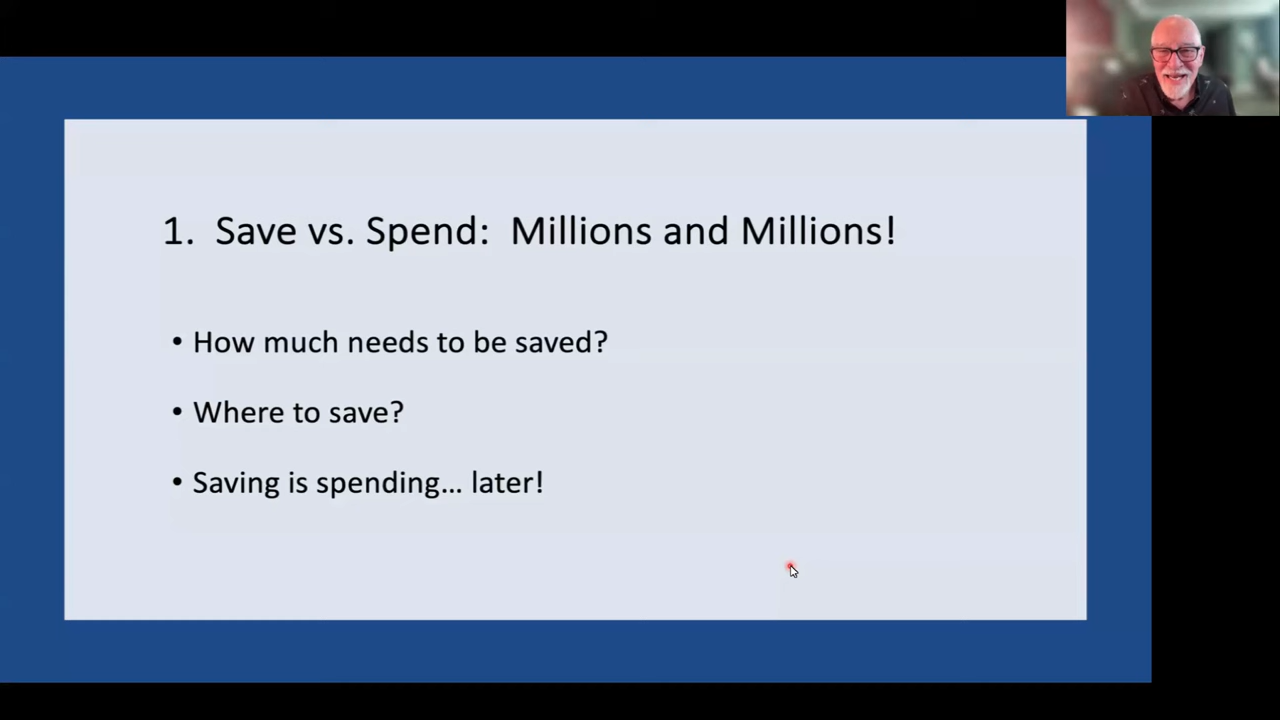 1. Save vs. Spend: Millions and Millions!
• How much needs to be saved?
• Where to save?
• Saving is spending... later!